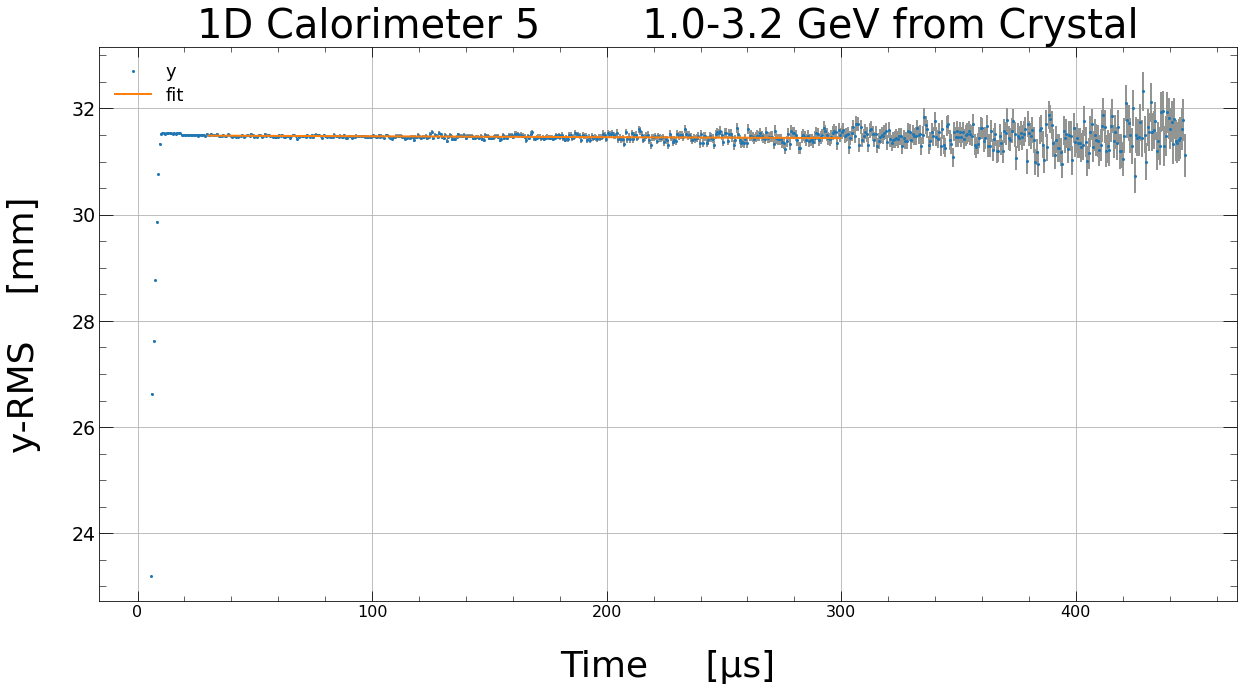 1D Calorimeter 5 1.0-3.2 GeV from Crystal
y
fit
32
30
28
26
24
y-RMS [mm]
0 100 200 300 400
Time [μs]